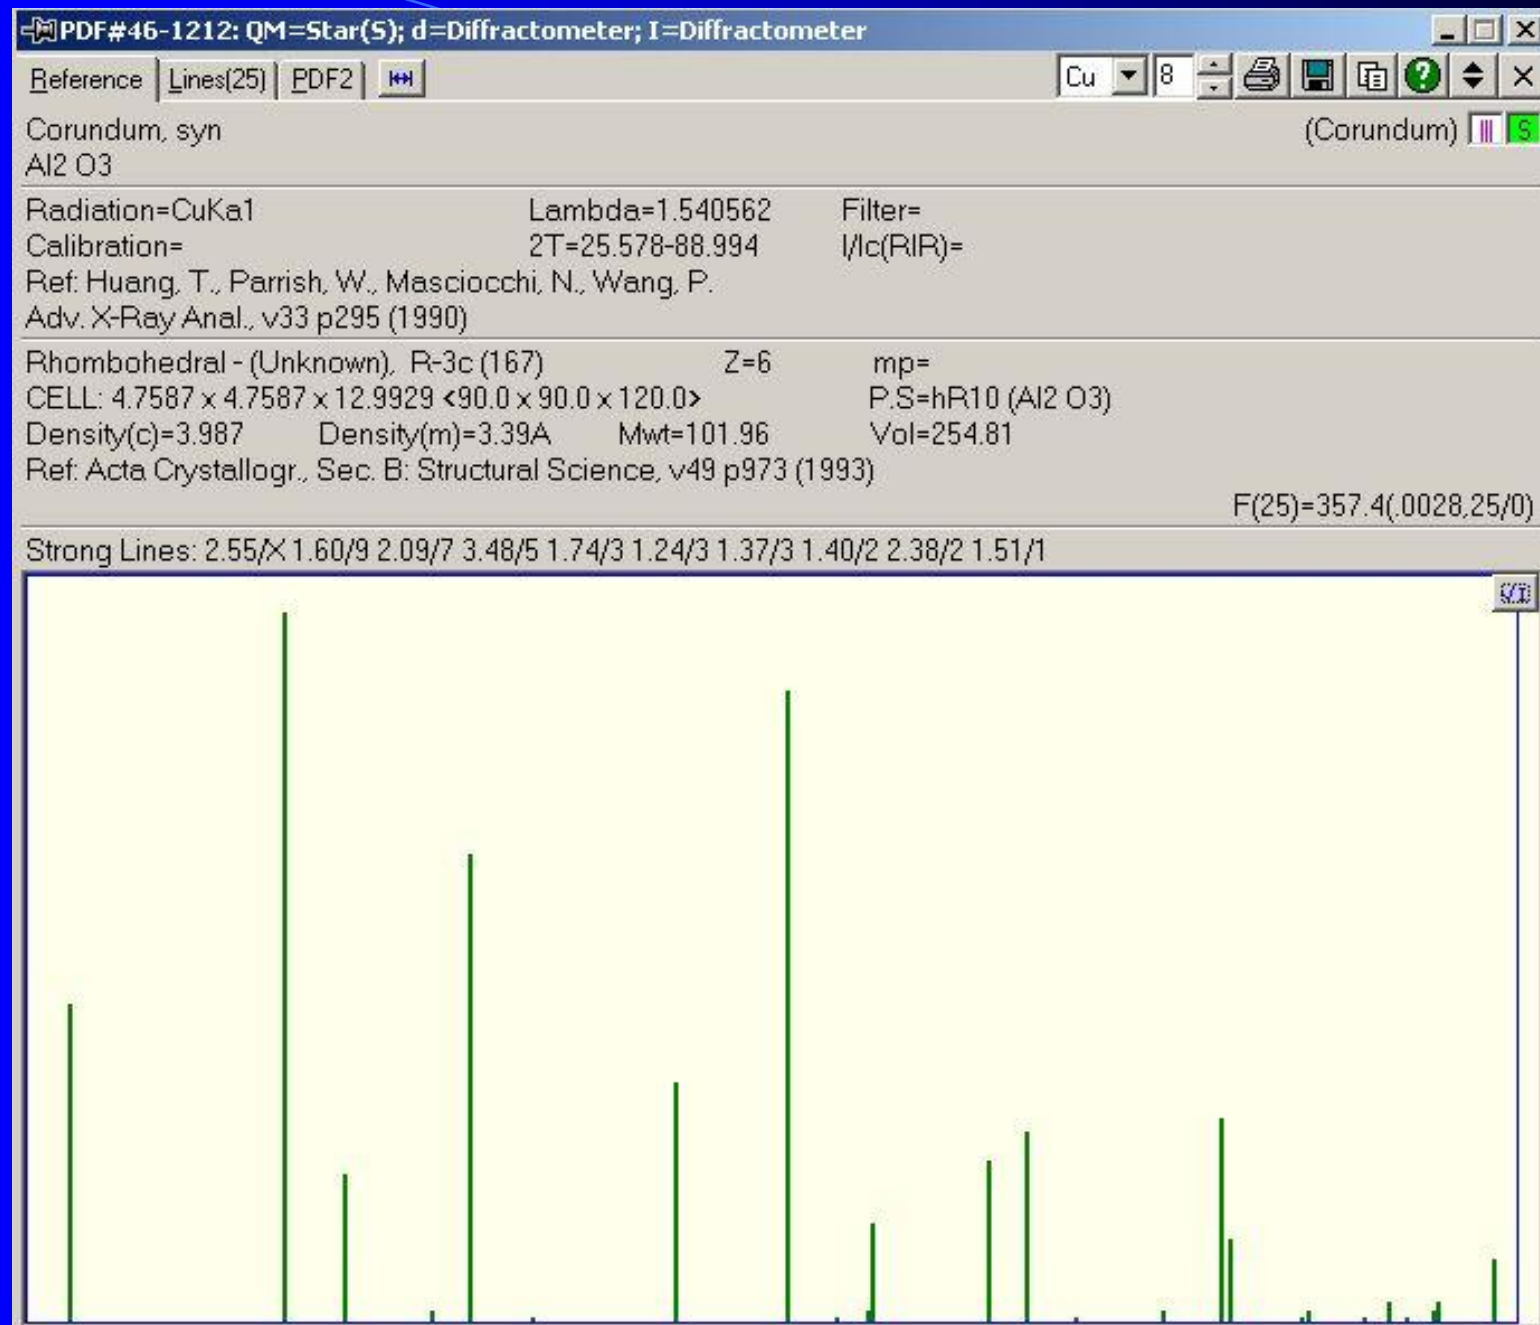 PDF#46-1212: QM=Star(S); d=Diffractometer; I=Diffractometer
Reference Lines(25) PDF2 Cu 8
Corundum, syn (Corundum) S
Al2 O3
Radiation=CuKa1 Lambda=1.540562 Filter=
Calibration= 2T=25.578-88.994 I/Ic(RIR)=
Ref: Huang, T., Parrish, W., Masciocchi, N., Wang, P.
Adv. X-Ray Anal., v33 p295 (1990)
Rhombohedral - (Unknown), R-3c (167) Z=6 mp=
CELL: 4.7587 x 4.7587 x 12.9929 <90.0 x 90.0 x 120.0> P.S=hR10 (Al2 O3)
Density(c)=3.987 Density(m)=3.39A Mwt=101.96 Vol=254.81
Ref: Acta Crystallogr., Sec. B: Structural Science, v49 p973 (1993)
F(25)=357.4(.0028,25/0)
Strong Lines: 2.55/X 1.60/9 2.09/7 3.48/5 1.74/3 1.24/3 1.37/3 1.40/2 2.38/2 1.51/1